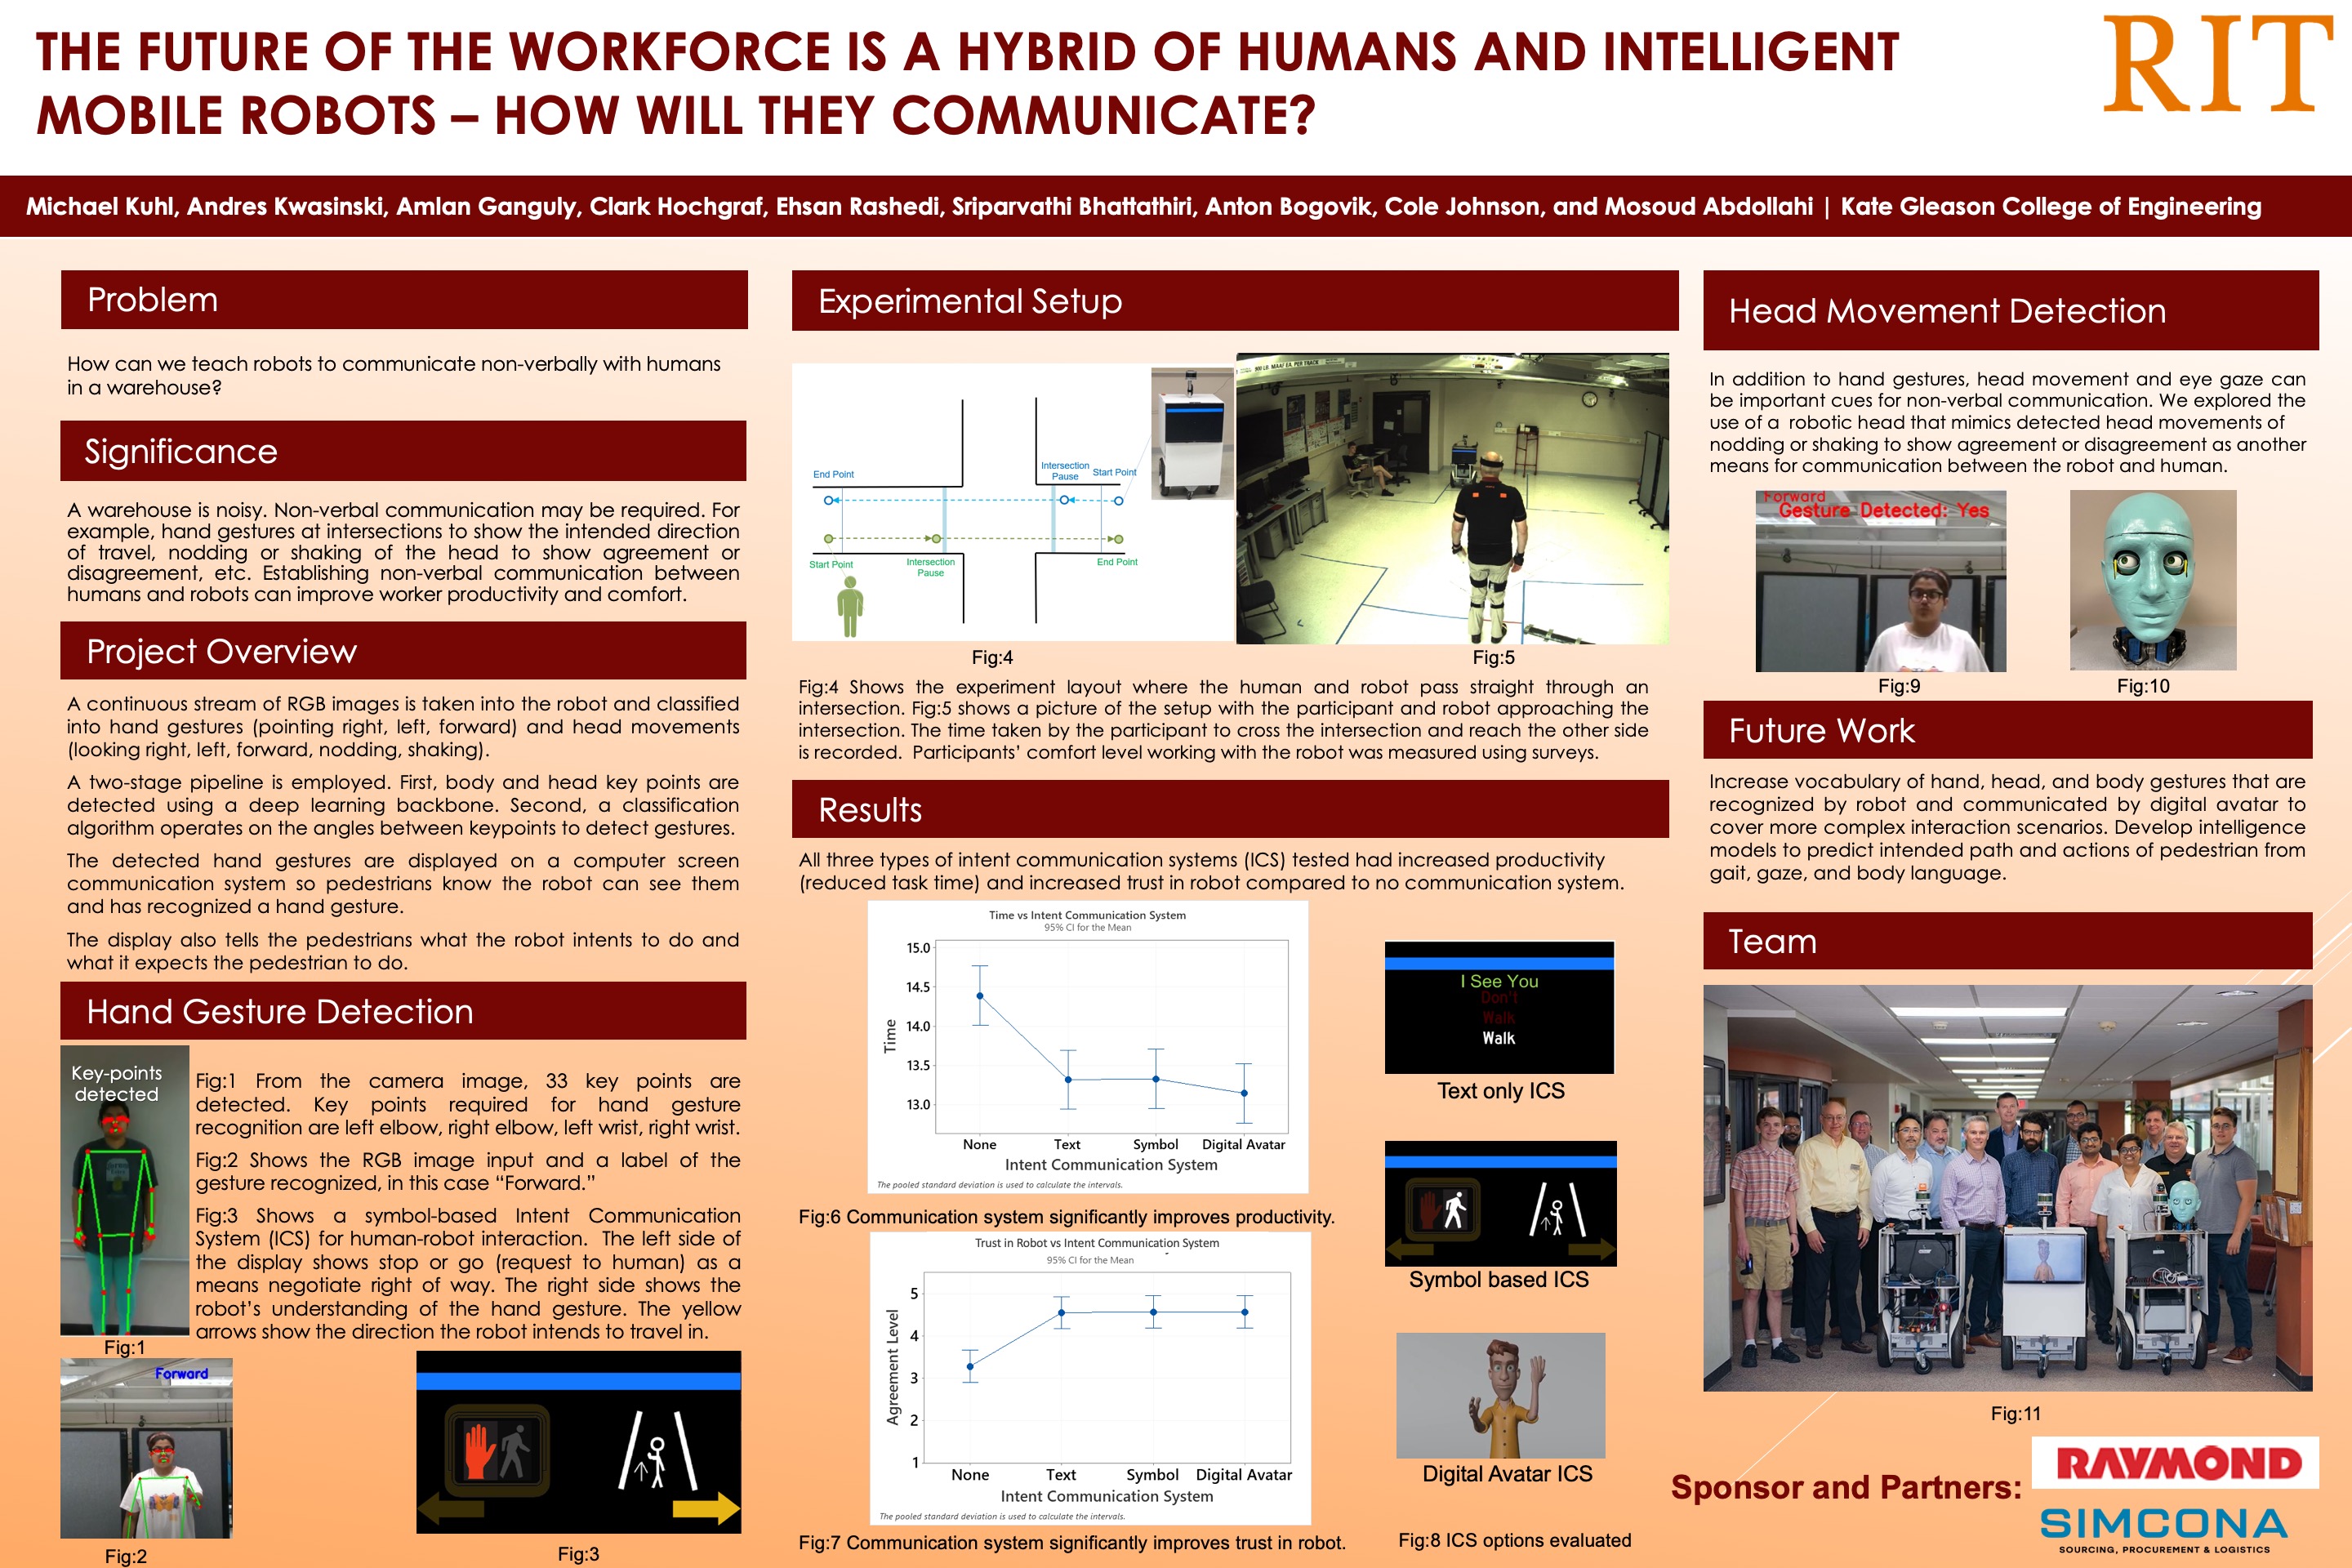 THE FUTURE OF THE WORKFORCE IS A HYBRID OF HUMANS AND INTELLIGENT
MOBILE ROBOTS – HOW WILL THEY COMMUNICATE?
RIT
Michael Kuhl, Andres Kwasinski, Amlan Ganguly, Clark Hochgraf, Ehsan Rashedi, Sriparvathi Bhattathiri, Anton Bogovik, Cole Johnson, and Mosoud Abdollahi | Kate Gleason College of Engineering
Problem
How can we teach robots to communicate non-verbally with humans
in a warehouse?
Significance
A warehouse is noisy. Non-verbal communication may be required. For
example, hand gestures at intersections to show the intended direction
of travel, nodding or shaking of the head to show agreement or
disagreement, etc. Establishing non-verbal communication between
humans and robots can improve worker productivity and comfort.
Project Overview
A continuous stream of RGB images is taken into the robot and classified
into hand gestures (pointing right, left, forward) and head movements
(looking right, left, forward, nodding, shaking).
A two-stage pipeline is employed. First, body and head key points are
detected using a deep learning backbone. Second, a classification
algorithm operates on the angles between keypoints to detect gestures.
The detected hand gestures are displayed on a computer screen
communication system so pedestrians know the robot can see them
and has recognized a hand gesture.
The display also tells the pedestrians what the robot intents to do and
what it expects the pedestrian to do.
Hand Gesture Detection
Key-points
detected
Fig:1
Fig:1 From the camera image, 33 key points are
detected. Key points required for hand gesture
recognition are left elbow, right elbow, left wrist, right wrist.
Fig:2 Shows the RGB image input and a label of the
gesture recognized, in this case “Forward.”
Fig:3 Shows a symbol-based Intent Communication
System (ICS) for human-robot interaction. The left side of
the display shows stop or go (request to human) as a
means negotiate right of way. The right side shows the
robot’s understanding of the hand gesture. The yellow
arrows show the direction the robot intends to travel in.
Forward
Fig:2
Fig:3
Experimental Setup
End Point
Intersection
Pause
Start Point
Start Point
Intersection
Pause
End Point
900 LB. MAX EA. PER TRACK
Fig:4
Fig:5
Fig:4 Shows the experiment layout where the human and robot pass straight through an
intersection. Fig:5 shows a picture of the setup with the participant and robot approaching the
intersection. The time taken by the participant to cross the intersection and reach the other side
is recorded. Participants’ comfort level working with the robot was measured using surveys.
Results
All three types of intent communication systems (ICS) tested had increased productivity
(reduced task time) and increased trust in robot compared to no communication system.
Time vs Intent Communication System
95% CI for the Mean
15.0
14.5
14.0
13.5
13.0
Time
None Text Symbol Digital Avatar
Intent Communication System
The pooled standard deviation is used to calculate the intervals.
Fig:6 Communication system significantly improves productivity.
Trust in Robot vs Intent Communication System
95% CI for the Mean
5
4
3
2
1
Agreement Level
None Text Symbol Digital Avatar
Intent Communication System
The pooled standard deviation is used to calculate the intervals.
Fig:7 Communication system significantly improves trust in robot.
I See You
Don't
Walk
Walk
Text only ICS
Symbol based ICS
Digital Avatar ICS
Fig:8 ICS options evaluated
Head Movement Detection
In addition to hand gestures, head movement and eye gaze can
be important cues for non-verbal communication. We explored the
use of a robotic head that mimics detected head movements of
nodding or shaking to show agreement or disagreement as another
means for communication between the robot and human.
Forward
Gesture Detected: Yes
Fig:9
Fig:10
Future Work
Increase vocabulary of hand, head, and body gestures that are
recognized by robot and communicated by digital avatar to
cover more complex interaction scenarios. Develop intelligence
models to predict intended path and actions of pedestrian from
gait, gaze, and body language.
Team
Fig:11
Sponsor and Partners:
RAYMOND
SIMCONA
SOURCING, PROCUREMENT & LOGISTICS